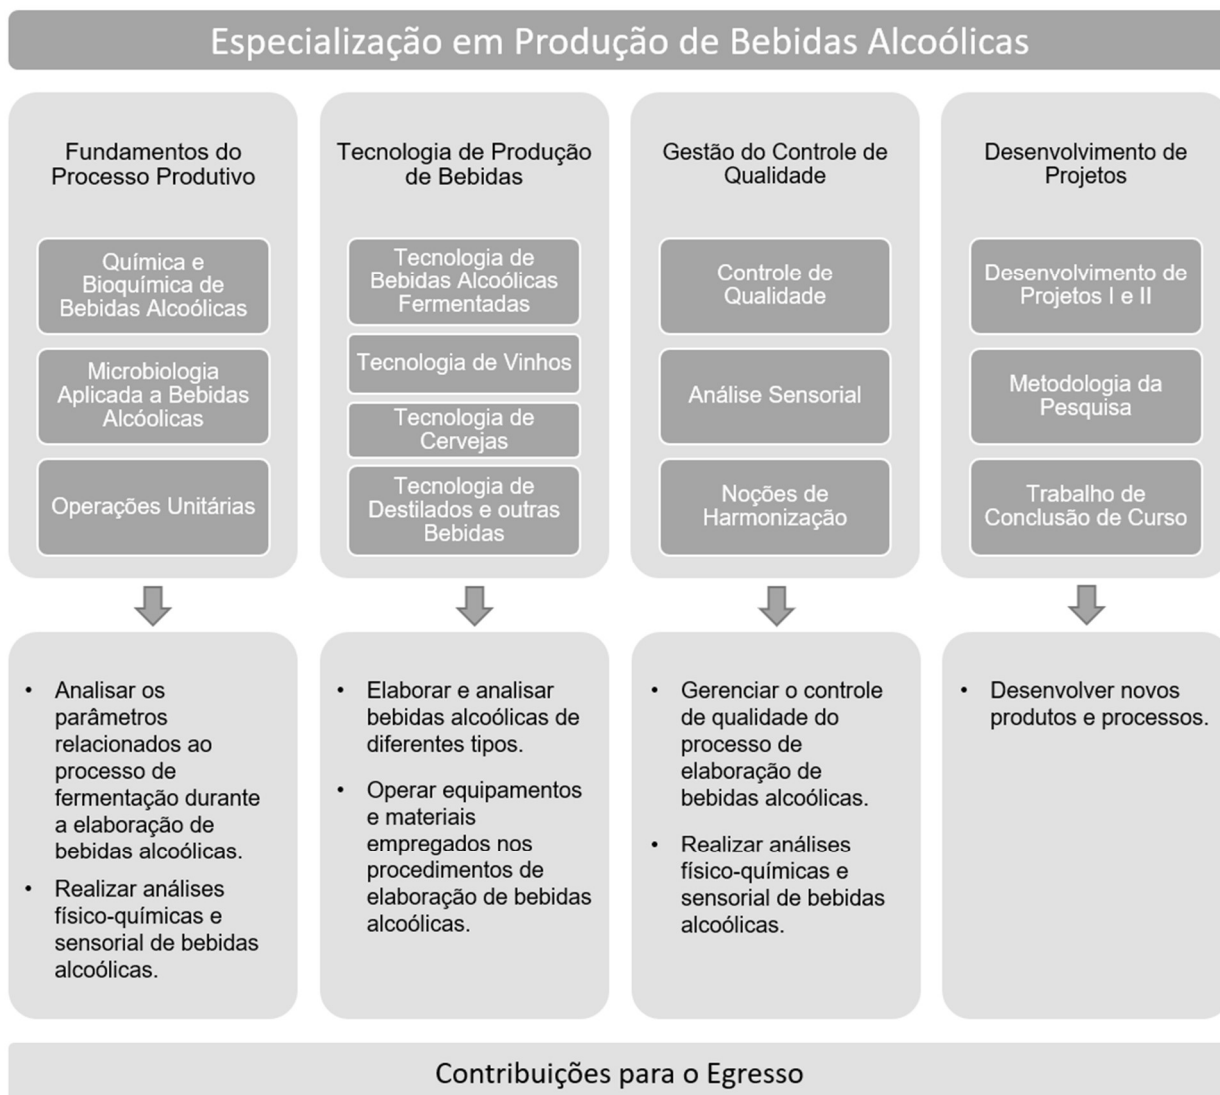 Especialização em Produção de Bebidas Alcoólicas
Fundamentos do
Processo Produtivo
Química e
Bioquímica de
Bebidas Alcoólicas
Microbiologia
Aplicada a Bebidas
Alcóolicas
Operações Unitárias
Tecnologia de Produção
de Bebidas
Tecnologia de
Bebidas Alcoólicas
Fermentadas
Tecnologia de Vinhos
Tecnologia de
Cervejas
Tecnologia de
Destilados e outras
Bebidas
Gestão do Controle de
Qualidade
Controle de
Qualidade
Análise Sensorial
Noções de
Harmonização
Desenvolvimento de
Projetos
Desenvolvimento de
Projetos I e II
Metodologia da
Pesquisa
Trabalho de
Conclusão de Curso
• Analisar os
parâmetros
relacionados ao
processo de
fermentação durante
a elaboração de
bebidas alcoólicas.
• Realizar análises
físico-químicas e
sensorial de bebidas
alcoólicas.
• Elaborar e analisar
bebidas alcoólicas de
diferentes tipos.
• Operar equipamentos
e materiais
empregados nos
procedimentos de
elaboração de bebidas
alcoólicas.
• Gerenciar o controle
de qualidade do
processo de
elaboração de
bebidas alcoólicas.
• Realizar análises
físico-químicas e
sensorial de bebidas
alcoólicas.
• Desenvolver novos
produtos e processos.
Contribuições para o Egresso